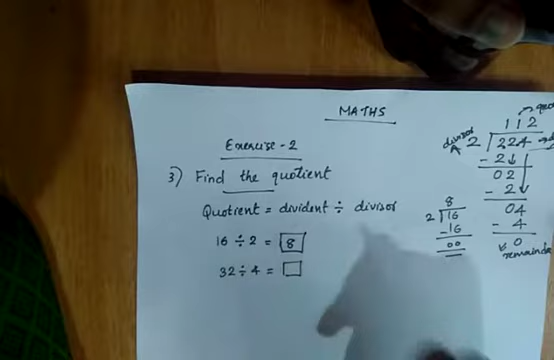 MATHS
Exercise - 2
3) Find the quotient
Quotient = divident ÷ divisor
16 ÷ 2 = 8
32 ÷ 4 =
8
2 16
-16
00
112
divisor
2 224
- 2
02
- 2
04
- 4
0
remainder